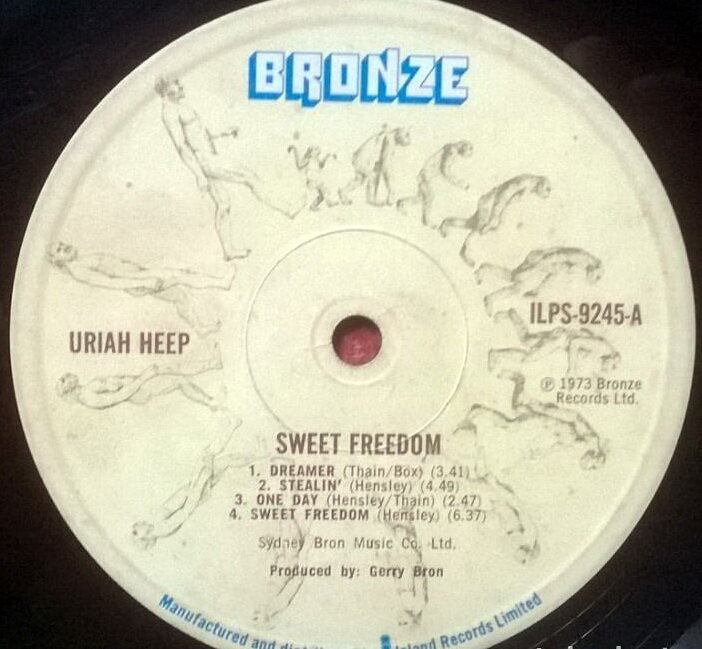 BRONZE
URIAH HEEP
ILPS-9245-A
℗ 1973 Bronze
Records Ltd.
SWEET FREEDOM
1. DREAMER (Thain/Box) (3.41)
2. STEALIN' (Hensley) (4.49)
3. ONE DAY (Hensley/Thain) (2.47)
4. SWEET FREEDOM (Hensley) (6.37)
Sydney Bron Music Co. Ltd.
Produced by: Gerry Bron
Manufactured and Island Records Limited